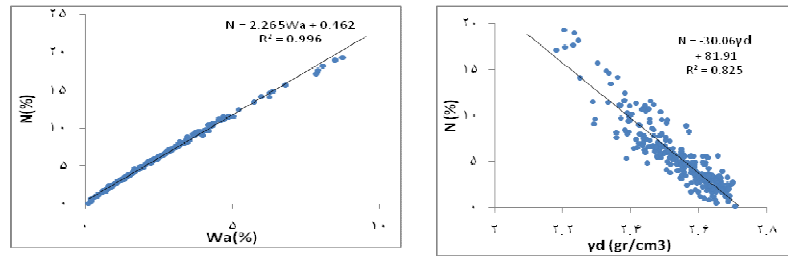 ۲۵
N = 2.265Wa + 0.462
R² = 0.996
۲۰
۱۵
N(%)
۱۰
۵
۰
۰ ۵ ۱۰
Wa(%)
۲۰
N = -30.06γd
+ 81.91
R² = 0.825
۱۵
N (%)
۱۰
۵
۰
۲ ۲.۲ ۲.۴ ۲.۶ ۲.۸
γd (gr/cm3)